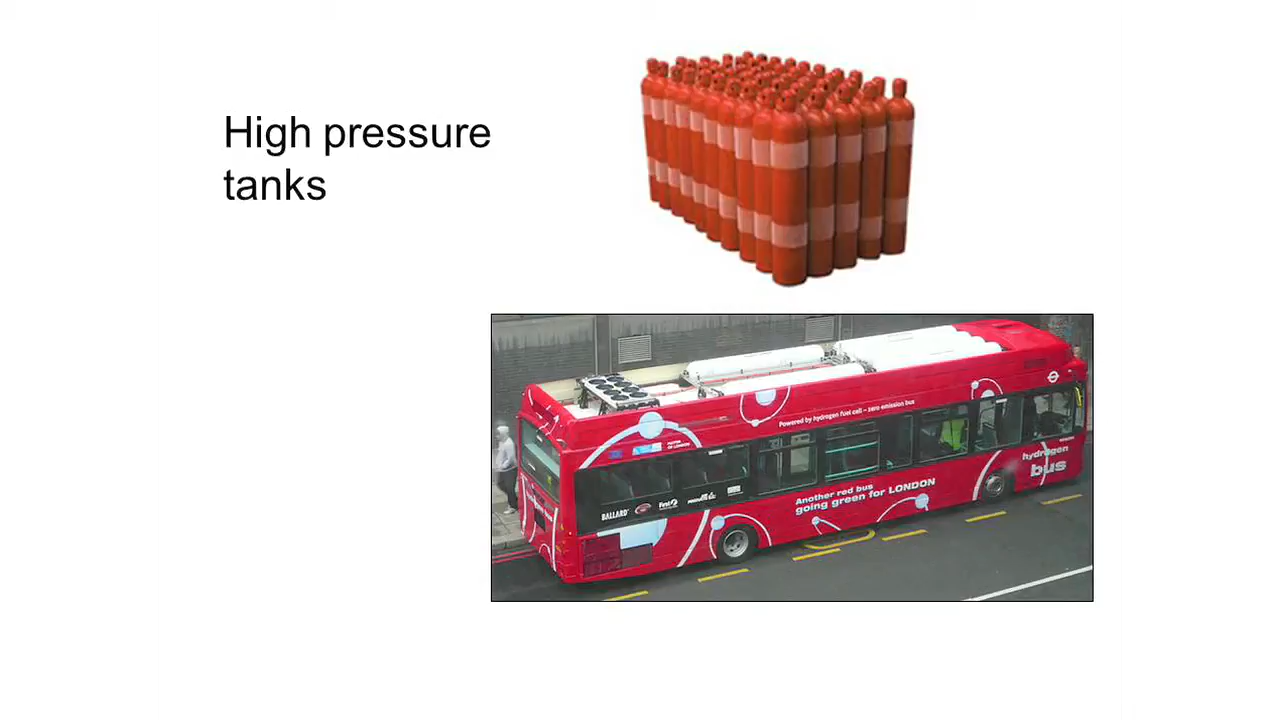 High pressure
tanks
Powered by hydrogen fuel cell – zero emission bus
hydrogen
bus
Another red bus
going green for LONDON
BALLARD
First